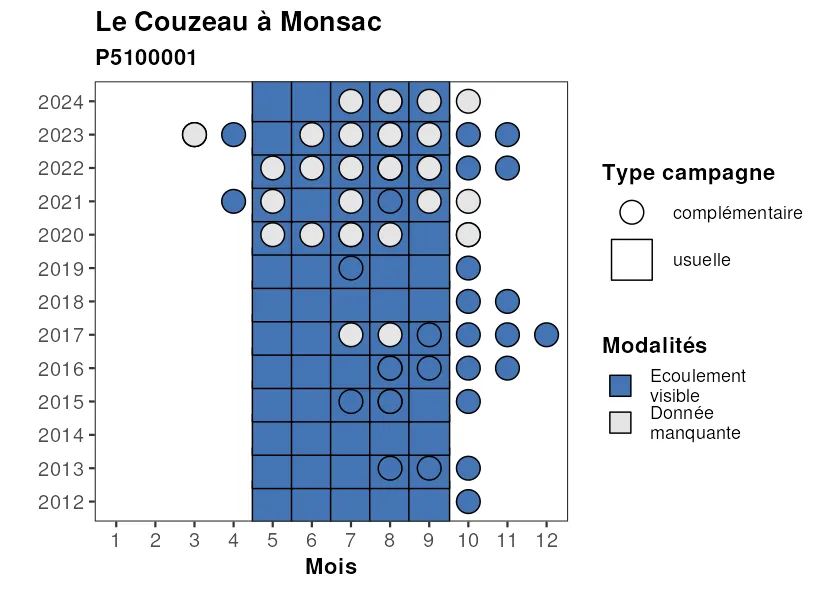 Le Couzeau à Monsac
P5100001
2024
2023
2022
2021
2020
2019
2018
2017
2016
2015
2014
2013
2012
1 2 3 4 5 6 7 8 9 10 11 12
Mois
Type campagne
complémentaire
usuelle
Modalités
Ecoulement
visible
Donnée
manquante